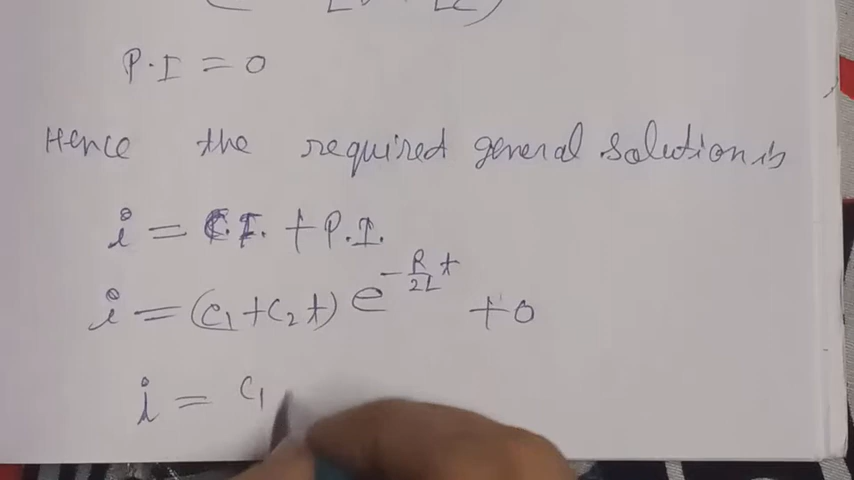 P.I = 0
Hence the required general solution is
i = C.I. + P.I.
i = (c₁+c₂t) e^{-R/2L t} + 0
i = c₁